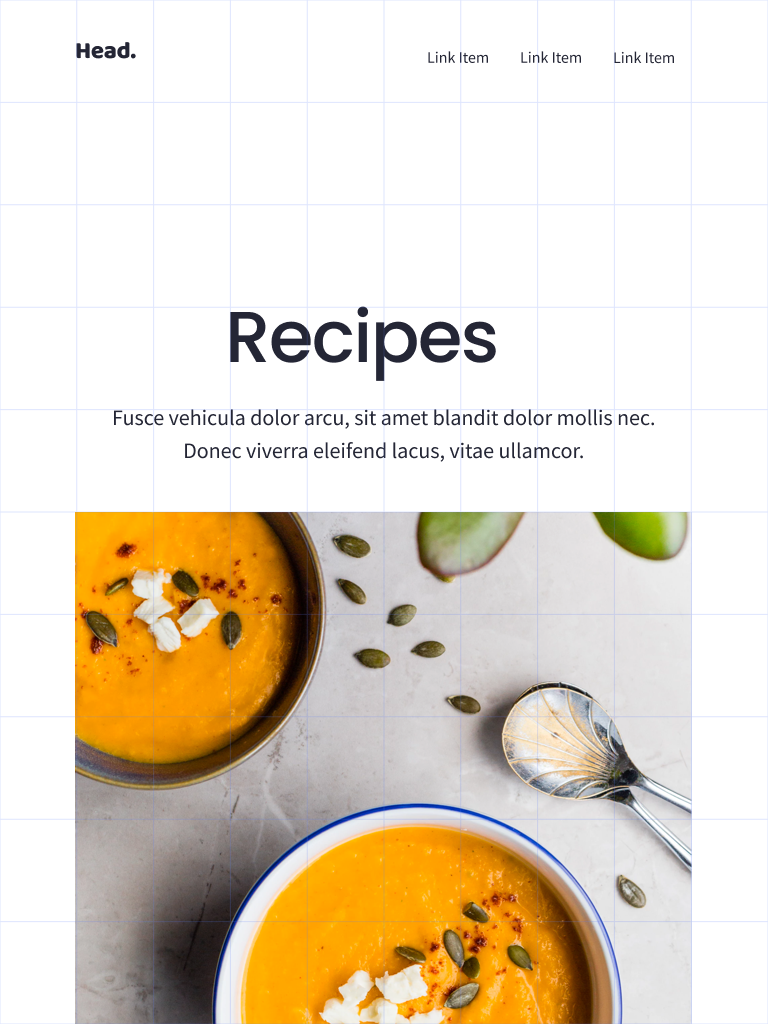 Head.
Link Item Link Item Link Item
Recipes
Fusce vehicula dolor arcu, sit amet blandit dolor mollis nec.
Donec viverra eleifend lacus, vitae ullamcor.